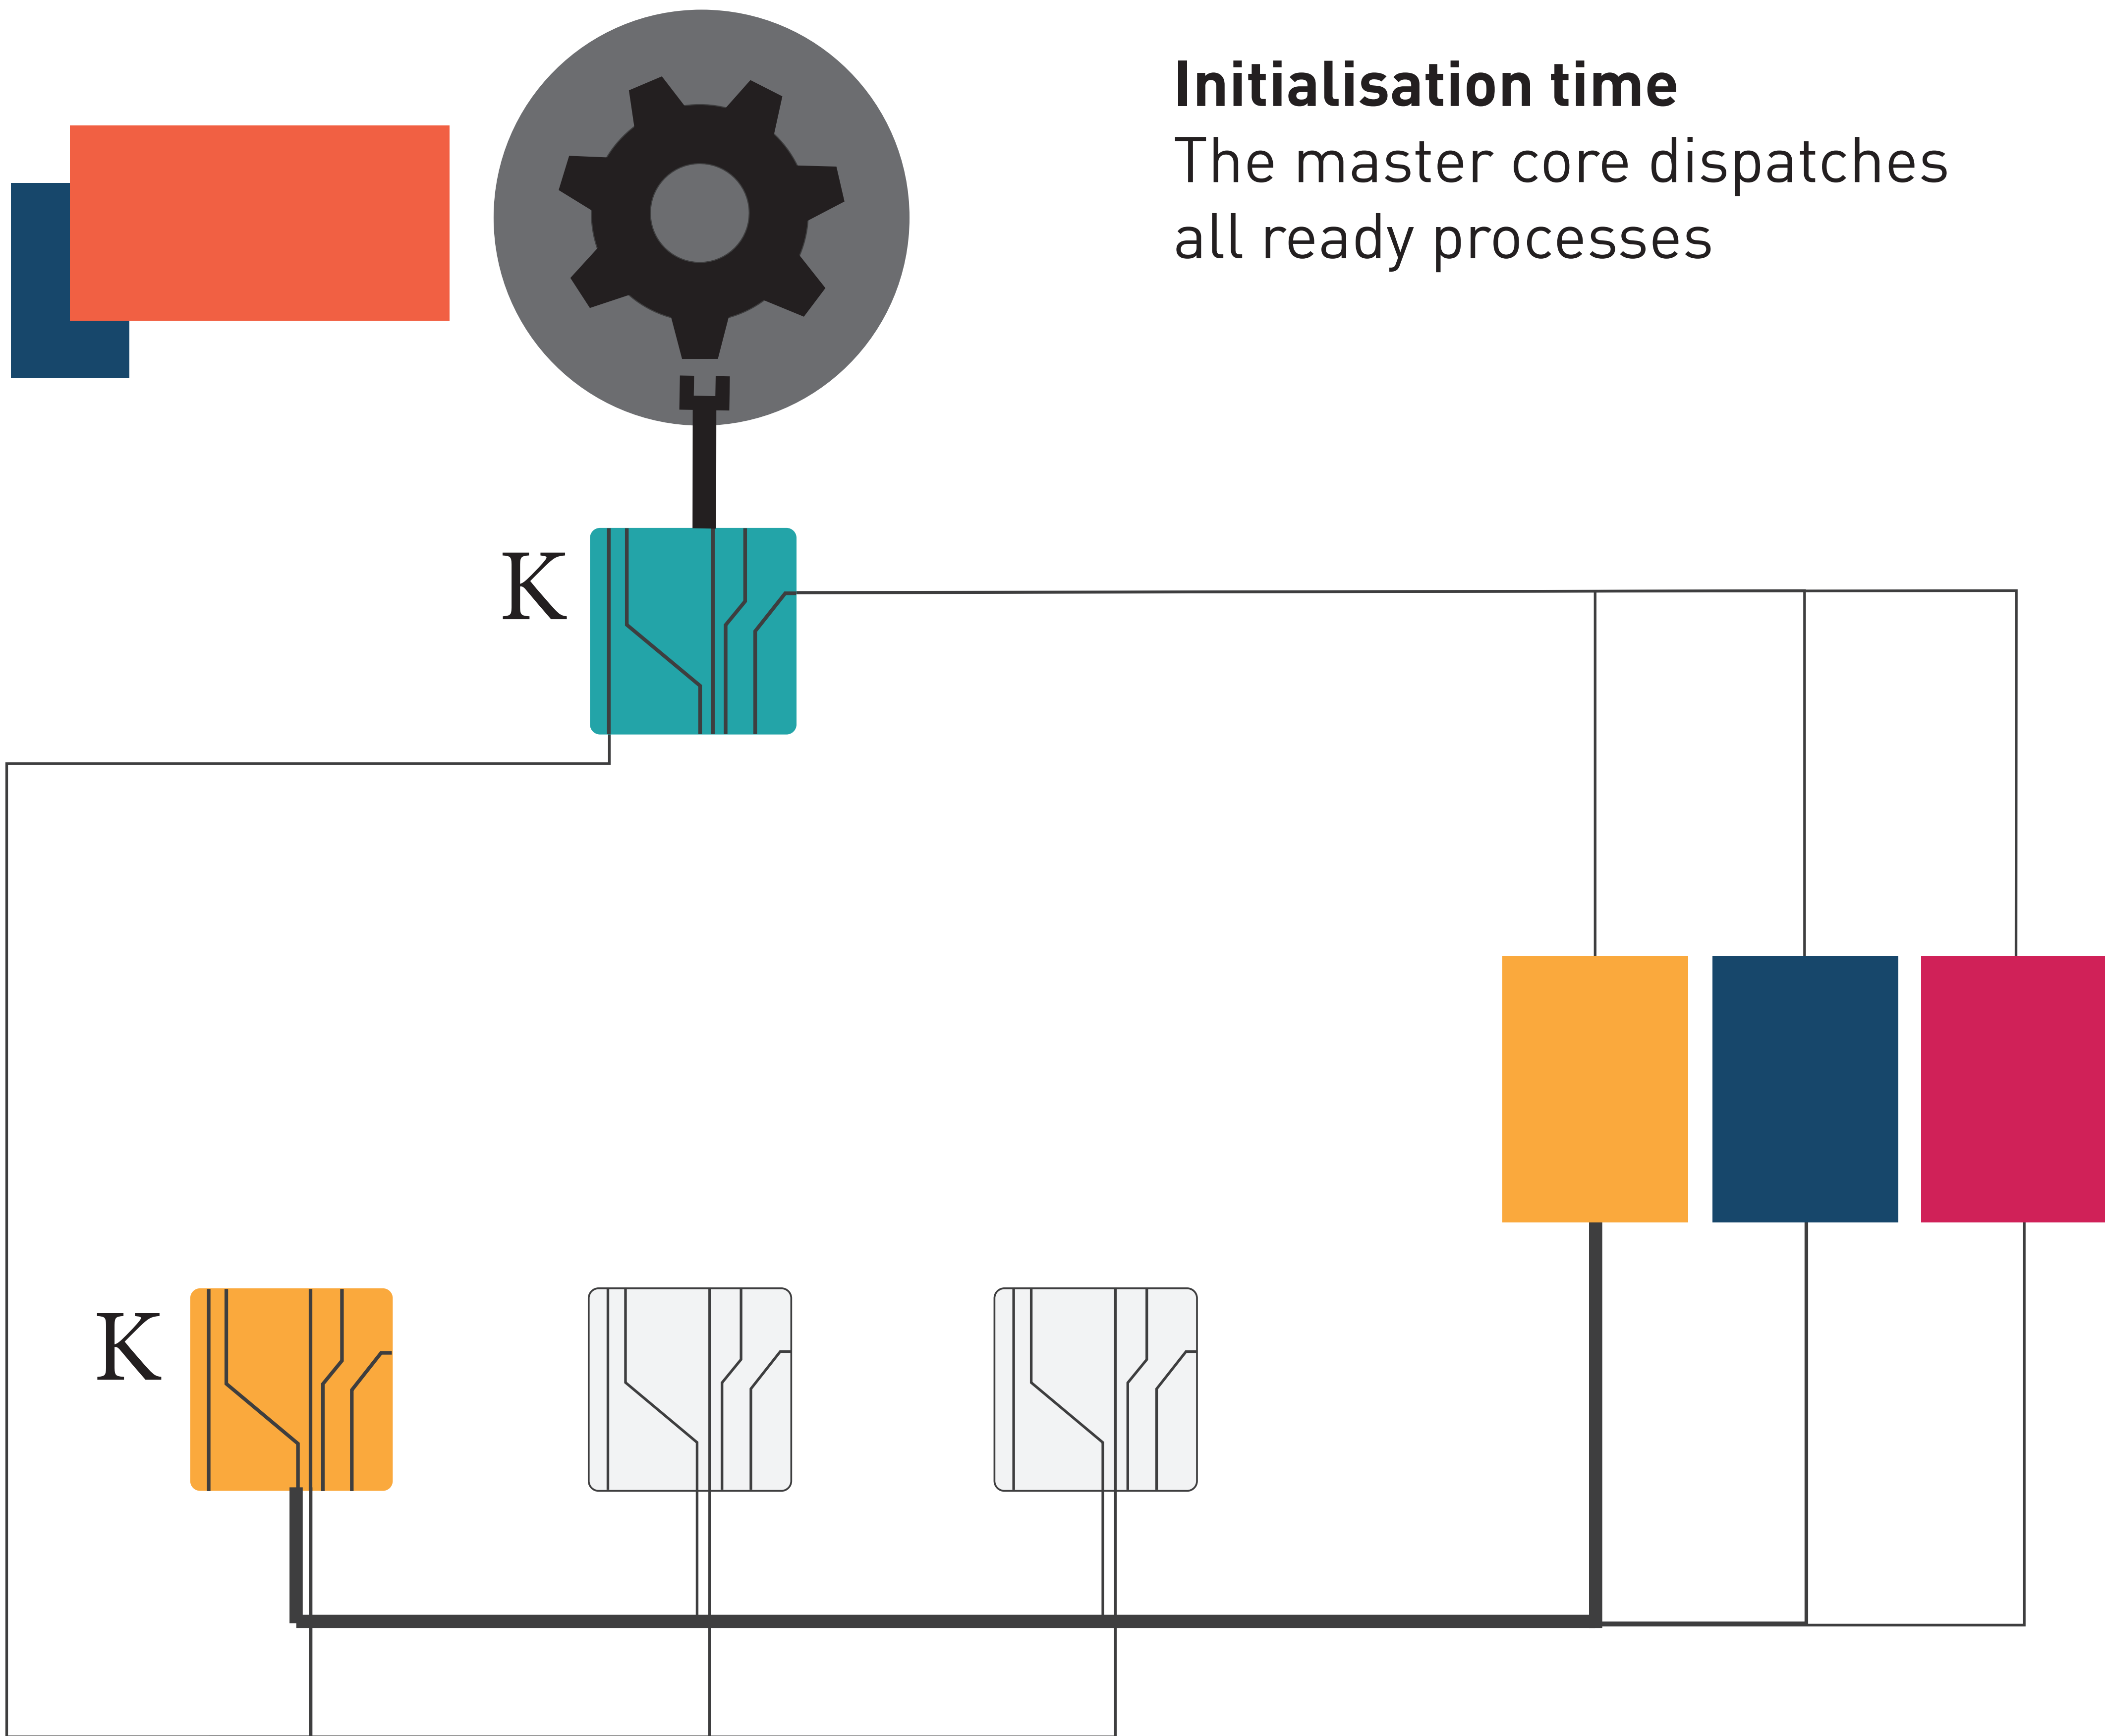 Initialisation time
The master core dispatches
all ready processes
K
K